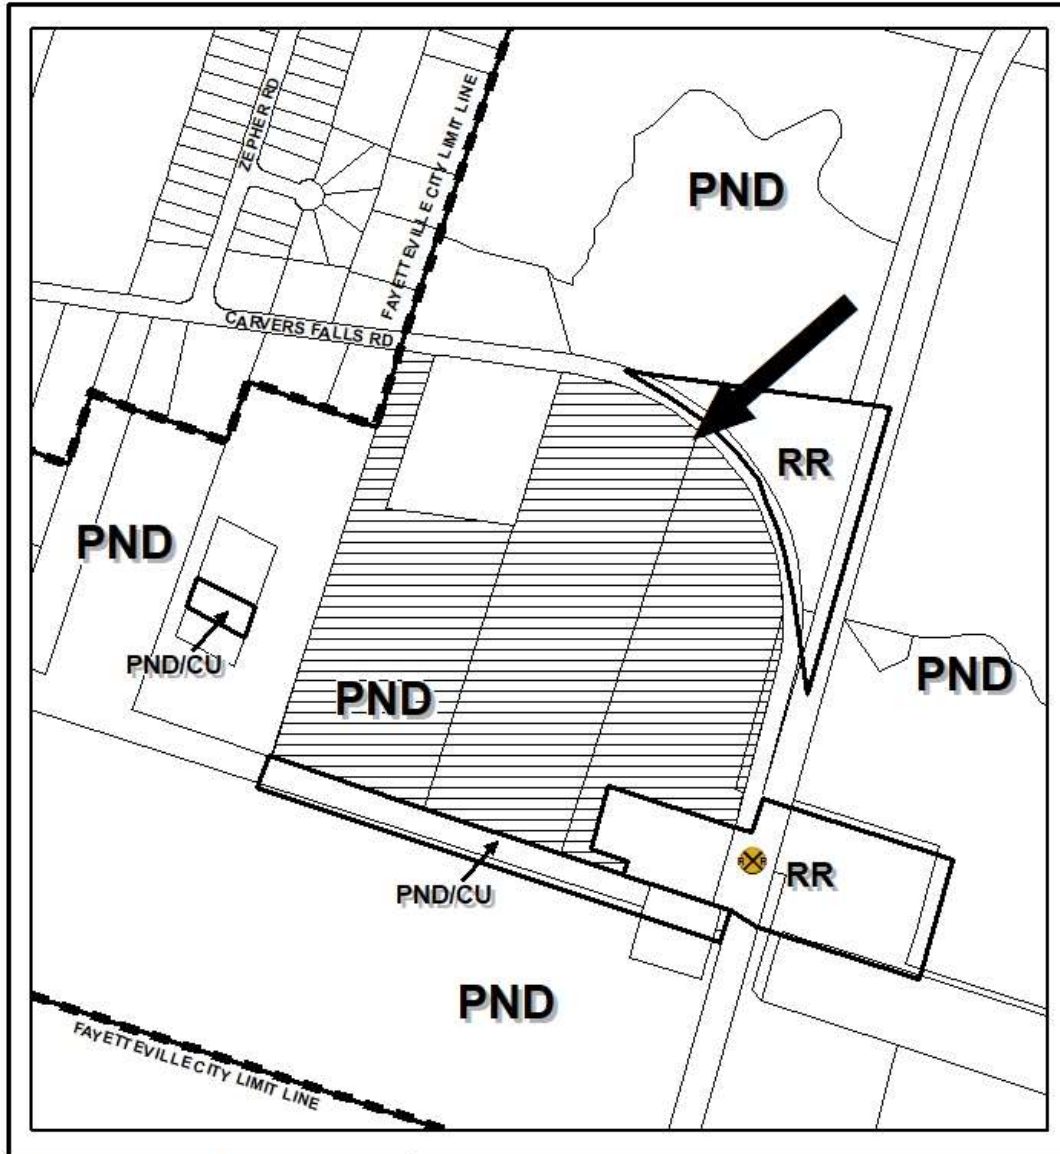 ZEPHER RD
FAYETTEVILLE CITY LIMIT LINE
PND
CARVERS FALLS RD
RR
PND
PND/CU
PND
PND
R R
RR
PND/CU
PND
FAYETTEVILLE CITY LIMIT LINE